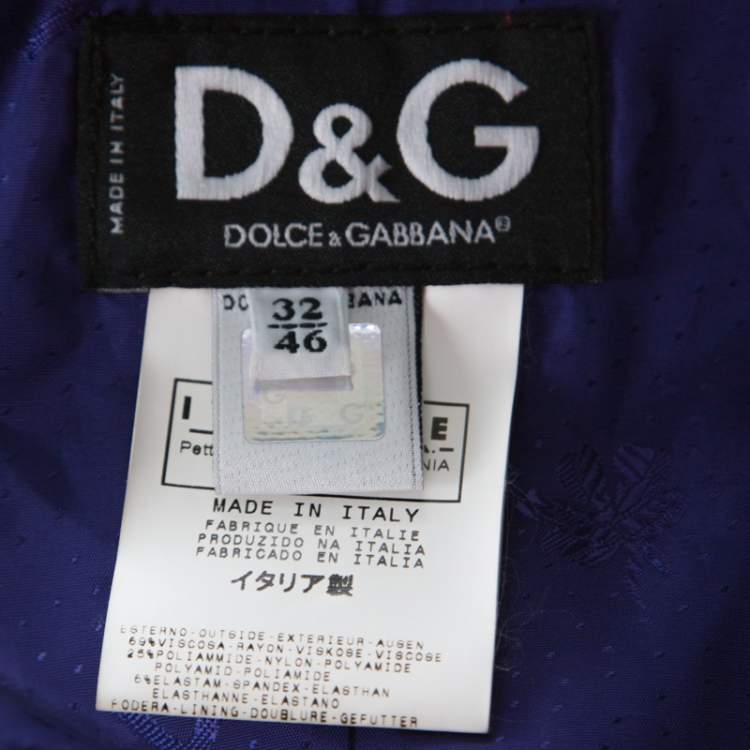 MADE IN ITALY
D&G
DOLCE & GABBANA
32
46
D&G
MADE IN ITALY
FABRIQUE EN ITALIE
PRODUZIDO NA ITALIA
FABRICADO EN ITALIA
イタリア製
ESTERNO-OUTSIDE-EXTERIEUR-AUSEN
69%VISCOSA-RAYON-VISKOSE-VISCOSE
25%POLIAMMIDE-NYLON-POLYAMIDE
POLYAMID-POLIAMIDE
6%ELASTAM-SPANDEX-ELASTHAN
ELASTHANNE-ELASTANO
FODERA-LINING-DOUBLURE-GEFUTTER